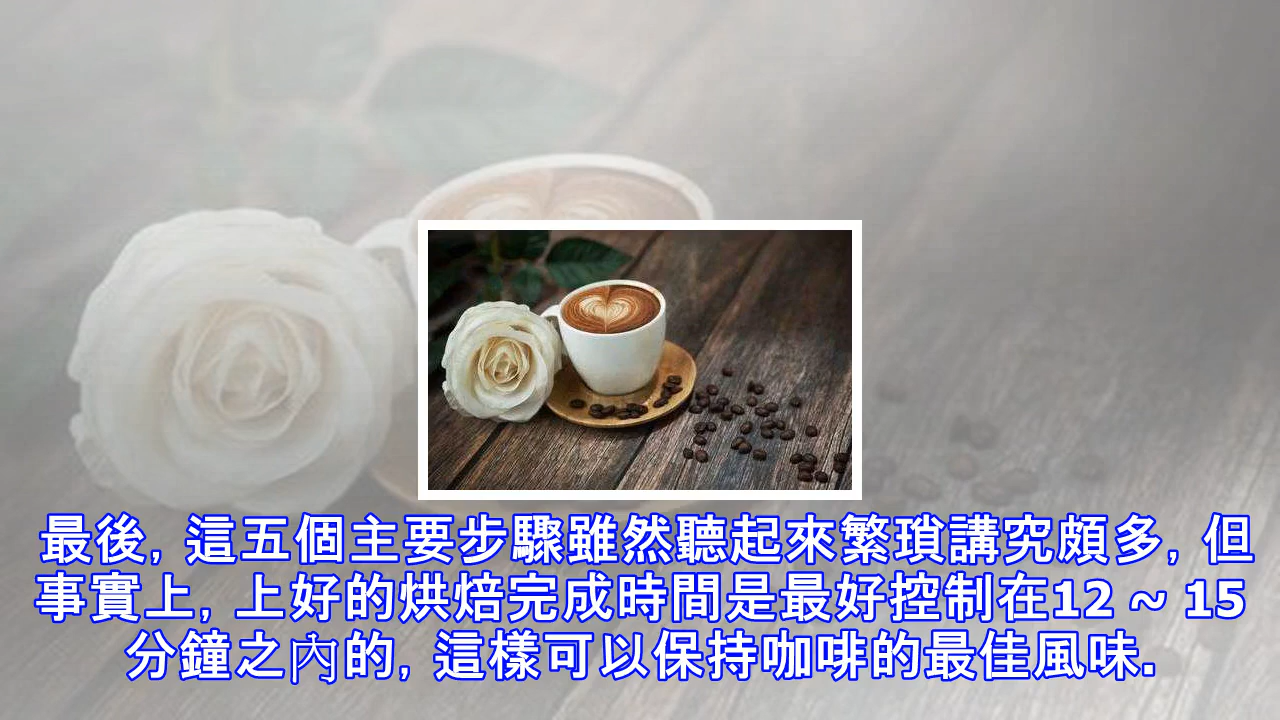 最後, 這五個主要步驟雖然聽起來繁瑣講究頗多, 但
事實上, 上好的烘焙完成時間是最好控制在12 ~ 15
分鐘之內的, 這樣可以保持咖啡的最佳風味.